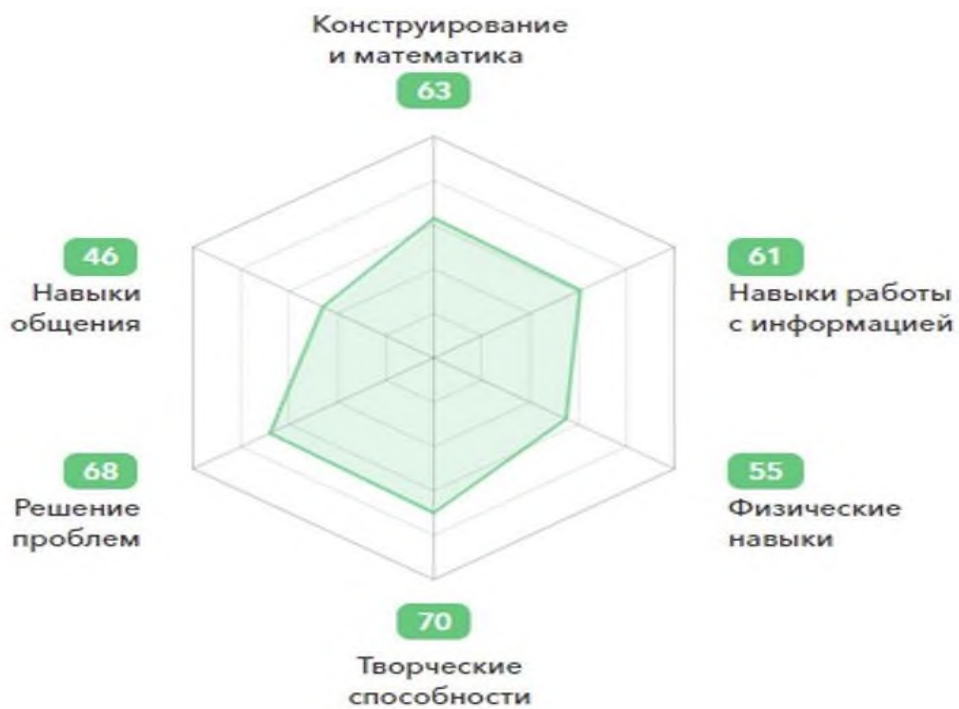 Конструирование
и математика
63
46
Навыки
общения
61
Навыки работы
с информацией
68
Решение
проблем
55
Физические
навыки
70
Творческие
способности